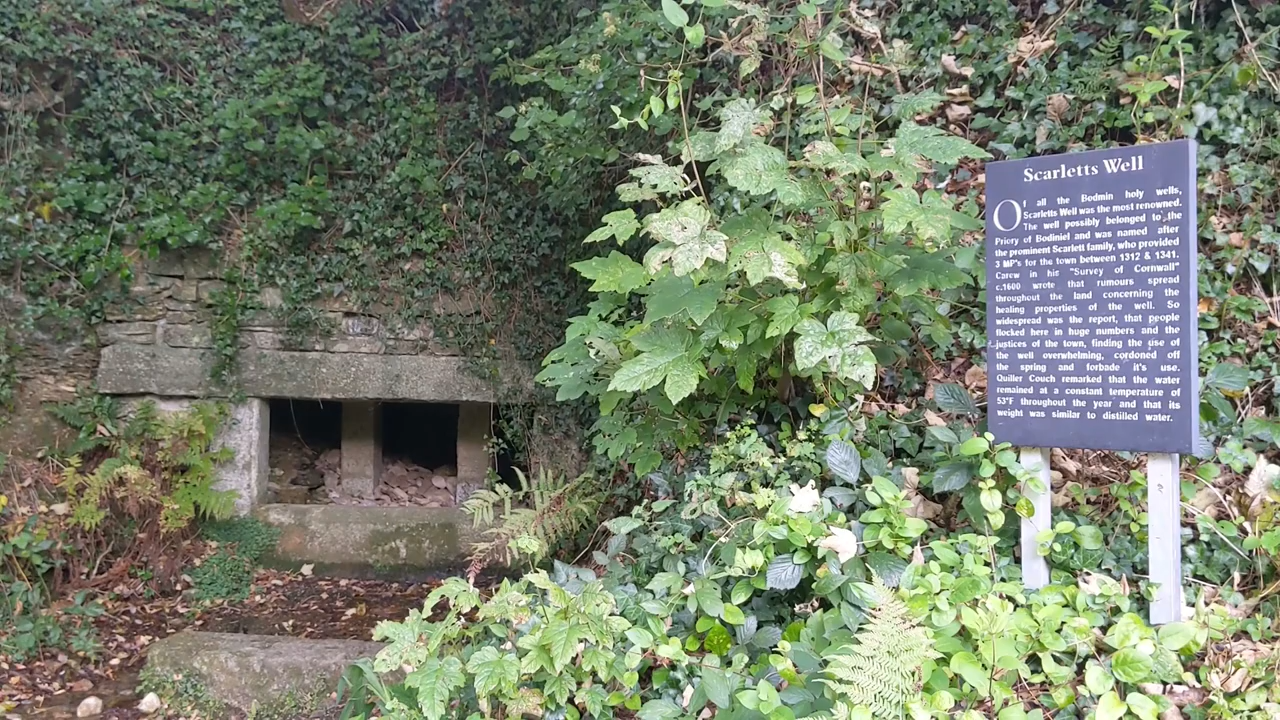 Scarletts Well
Of all the Bodmin holy wells,
Scarletts Well was the most renowned.
The well possibly belonged to the
Priory of Bodiniel and was named after
the prominent Scarlett family, who provided
3 MP's for the town between 1312 & 1341.
Carew in his "Survey of Cornwall"
c.1600 wrote that rumours spread
throughout the land concerning the
healing properties of the well. So
widespread was the report, that people
flocked here in huge numbers and the
justices of the town, finding the use of
the well overwhelming, cordoned off
the spring and forbade it's use.
Quiller Couch remarked that the water
remained at a constant temperature of
53°F throughout the year and that its
weight was similar to distilled water.